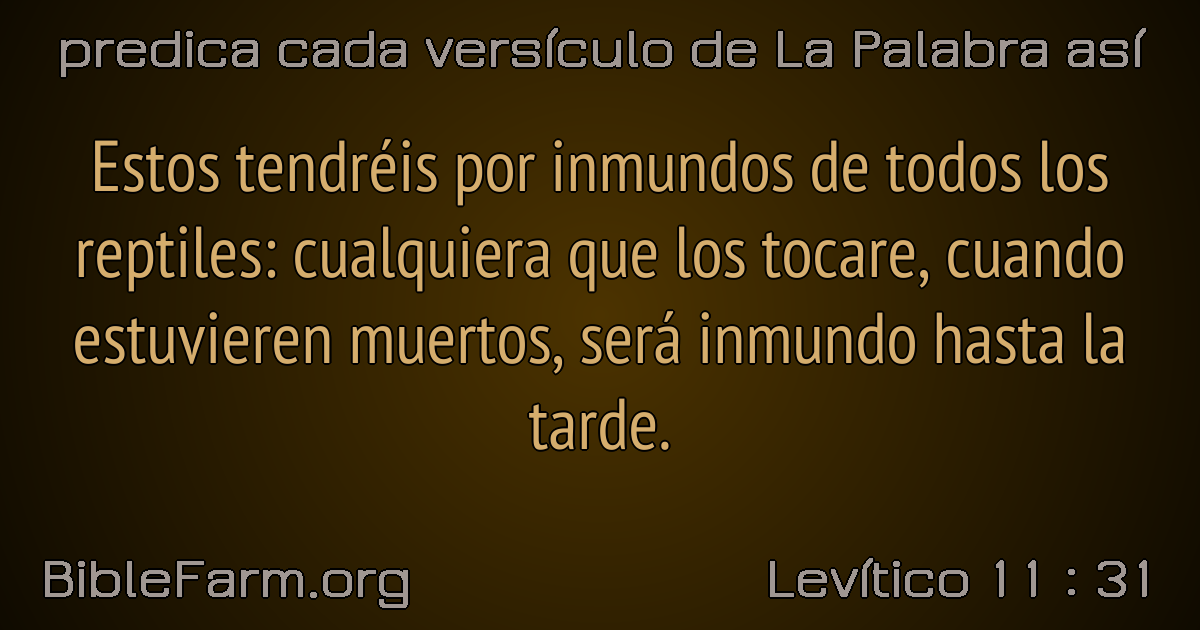 predica cada versículo de La Palabra así
Estos tendréis por inmundos de todos los
reptiles: cualquiera que los tocare, cuando
estuvieren muertos, será inmundo hasta la
tarde.
BibleFarm.org
Levítico 11 : 31